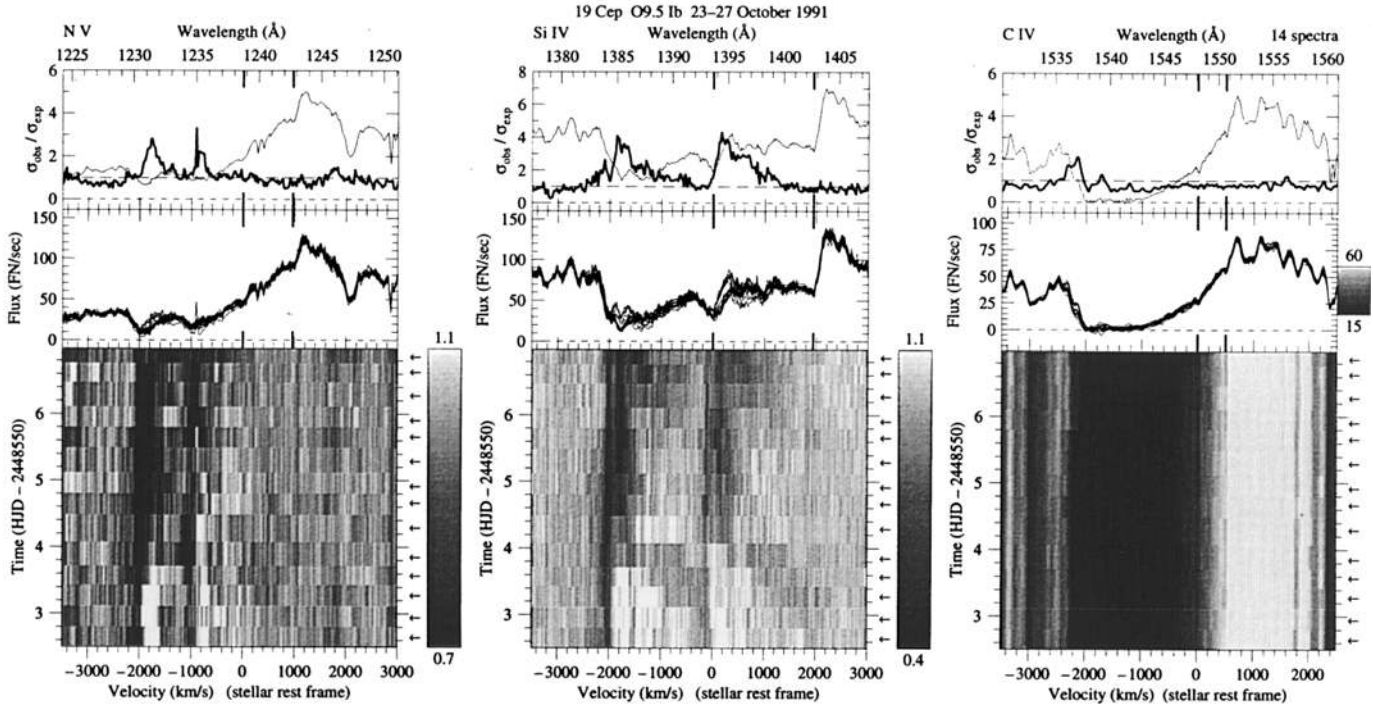 19 Cep O9.5 Ib 23–27 October 1991
N V Wavelength (Å)
1225 1230 1235 1240 1245 1250
6
4
2
0
σobs / σexp
150
100
50
0
Flux (FN/sec)
1.1
0.7
6
5
4
3
Time (HJD – 2448550)
−3000 −2000 −1000 0 1000 2000 3000
Velocity (km/s) (stellar rest frame)
Si IV Wavelength (Å)
1380 1385 1390 1395 1400 1405
8
6
4
2
0
σobs / σexp
150
100
50
0
Flux (FN/sec)
1.1
0.4
6
5
4
3
Time (HJD – 2448550)
−3000 −2000 −1000 0 1000 2000 3000
Velocity (km/s) (stellar rest frame)
C IV Wavelength (Å) 14 spectra
1535 1540 1545 1550 1555 1560
6
4
2
0
σobs / σexp
100
75
50
25
0
Flux (FN/sec)
60
15
6
5
4
3
Time (HJD – 2448550)
−3000 −2000 −1000 0 1000 2000
Velocity (km/s) (stellar rest frame)